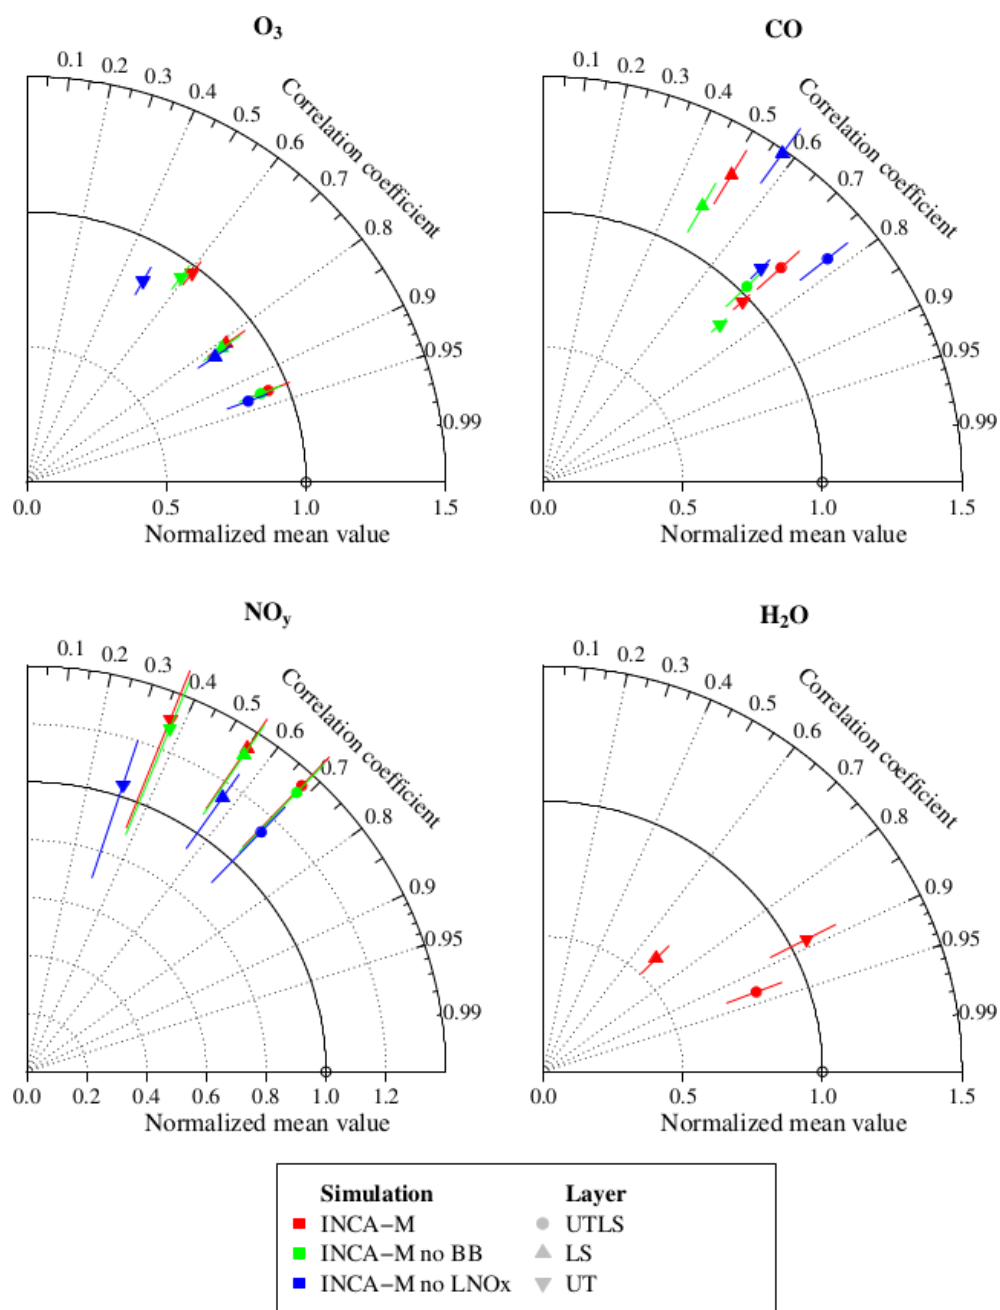 O₃
0.1 0.2 0.3 0.4 0.5 0.6 0.7 0.8 0.9 0.95 0.99
Correlation coefficient
0.0 0.5 1.0 1.5
Normalized mean value
CO
0.1 0.2 0.3 0.4 0.5 0.6 0.7 0.8 0.9 0.95 0.99
Correlation coefficient
0.0 0.5 1.0 1.5
Normalized mean value
NOy
0.1 0.2 0.3 0.4 0.5 0.6 0.7 0.8 0.9 0.95 0.99
Correlation coefficient
0.0 0.2 0.4 0.6 0.8 1.0 1.2
Normalized mean value
H₂O
0.1 0.2 0.3 0.4 0.5 0.6 0.7 0.8 0.9 0.95 0.99
Correlation coefficient
0.0 0.5 1.0 1.5
Normalized mean value
Simulation
INCA−M
INCA−M no BB
INCA−M no LNOx
Layer
UTLS
LS
UT